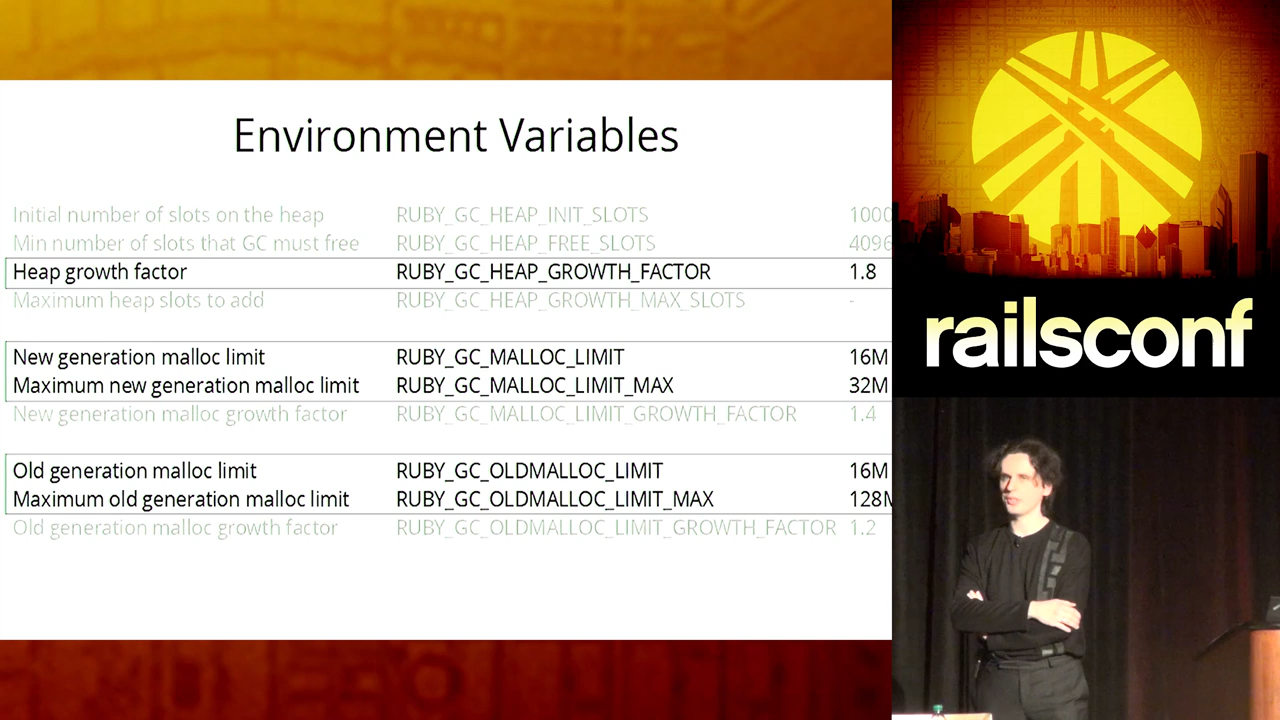 Environment Variables
Initial number of slots on the heap RUBY_GC_HEAP_INIT_SLOTS 1000
Min number of slots that GC must free RUBY_GC_HEAP_FREE_SLOTS 4096
Heap growth factor RUBY_GC_HEAP_GROWTH_FACTOR 1.8
Maximum heap slots to add RUBY_GC_HEAP_GROWTH_MAX_SLOTS -
New generation malloc limit RUBY_GC_MALLOC_LIMIT 16M
Maximum new generation malloc limit RUBY_GC_MALLOC_LIMIT_MAX 32M
New generation malloc growth factor RUBY_GC_MALLOC_LIMIT_GROWTH_FACTOR 1.4
Old generation malloc limit RUBY_GC_OLDMALLOC_LIMIT 16M
Maximum old generation malloc limit RUBY_GC_OLDMALLOC_LIMIT_MAX 128M
Old generation malloc growth factor RUBY_GC_OLDMALLOC_LIMIT_GROWTH_FACTOR 1.2
railsconf